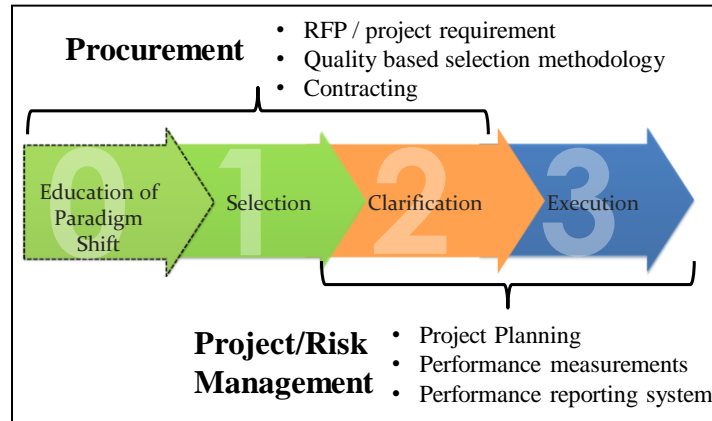 Procurement
• RFP / project requirement
• Quality based selection methodology
• Contracting
0
Education of
Paradigm
Shift
1
Selection
2
Clarification
3
Execution
Project/Risk
Management
• Project Planning
• Performance measurements
• Performance reporting system